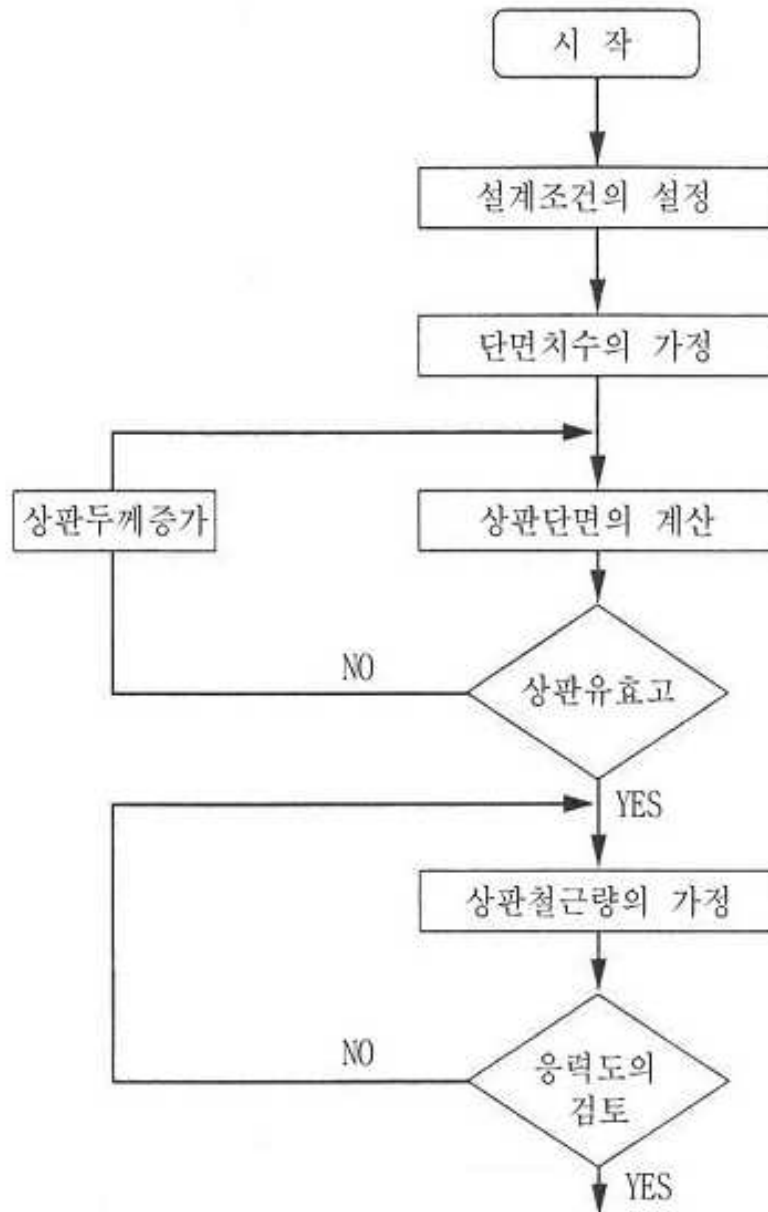 시 작
설계조건의 설정
단면치수의 가정
상판두께증가
상판단면의 계산
NO
상판유효고
YES
상판철근량의 가정
NO
응력도의
검토
YES